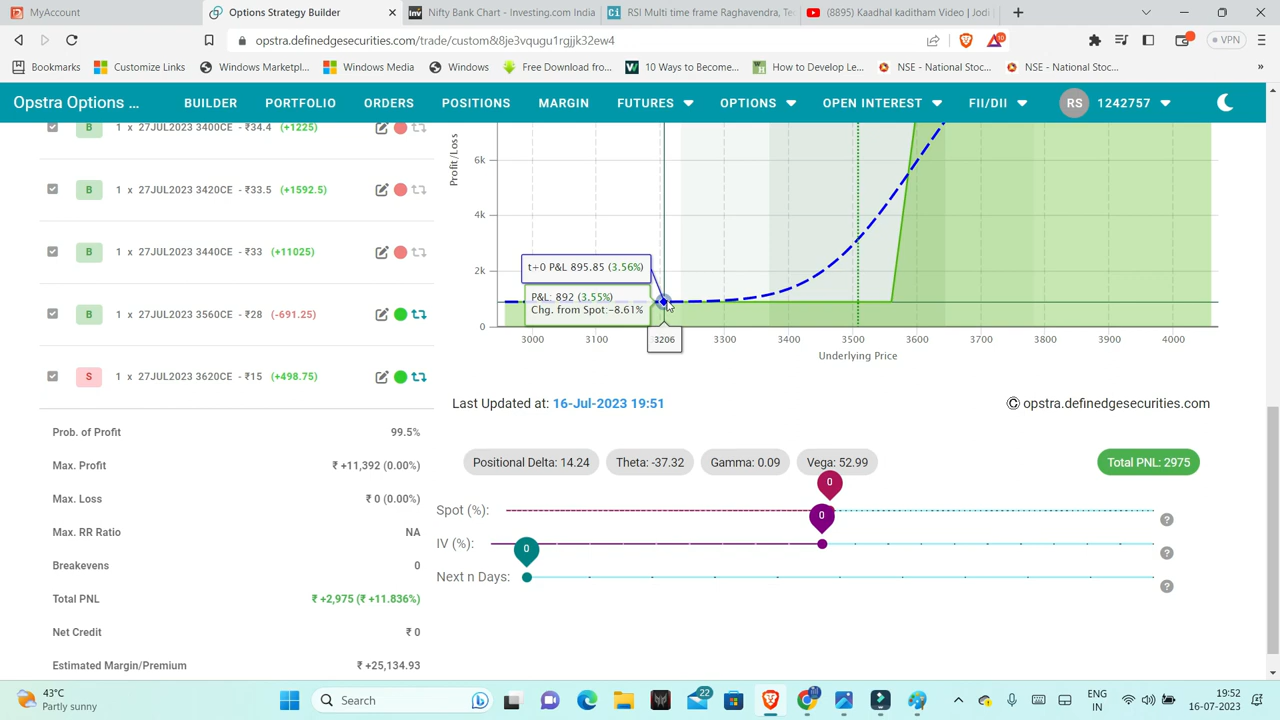 MyAccount
Options Strategy Builder
Nifty Bank Chart - Investing.com India
RSI Multi time frame Raghavendra, Te
(8895) Kaadhal kaditham Video | Jodi
opstra.definedgesecurities.com/trade/custom&8je3vqugu1rgjjk32ew4
10
VPN
Bookmarks
Customize Links
Windows Marketpl...
Windows Media
Windows
Free Download fro...
10 Ways to Become...
How to Develop Le...
NSE - National Stoc...
NSE - National Stoc...
Opstra Options ...
BUILDER
PORTFOLIO
ORDERS
POSITIONS
MARGIN
FUTURES
OPTIONS
OPEN INTEREST
FII/DII
RS
1242757
B 1 x 27JUL2023 3400CE - ₹34.4 (+1225)
B 1 x 27JUL2023 3420CE - ₹33.5 (+1592.5)
B 1 x 27JUL2023 3440CE - ₹33 (+11025)
B 1 x 27JUL2023 3560CE - ₹28 (-691.25)
S 1 x 27JUL2023 3620CE - ₹15 (+498.75)
Prob. of Profit 99.5%
Max. Profit ₹ +11,392 (0.00%)
Max. Loss ₹ 0 (0.00%)
Max. RR Ratio NA
Breakevens 0
Total PNL ₹ +2,975 (₹ +11.836%)
Net Credit ₹ 0
Estimated Margin/Premium ₹ +25,134.93
Profit/Loss
6k
4k
2k
0
t+0 P&L 895.85 (3.56%)
P&L: 892 (3.55%)
Chg. from Spot:-8.61%
3000 3100 3206 3300 3400 3500 3600 3700 3800 3900 4000
Underlying Price
Last Updated at: 16-Jul-2023 19:51
© opstra.definedgesecurities.com
Positional Delta: 14.24
Theta: -37.32
Gamma: 0.09
Vega: 52.99
Total PNL: 2975
0
Spot (%): ?
0
IV (%): ?
0
Next n Days: ?
43°C
Partly sunny
Search
22
ENG
IN
19:52
16-07-2023